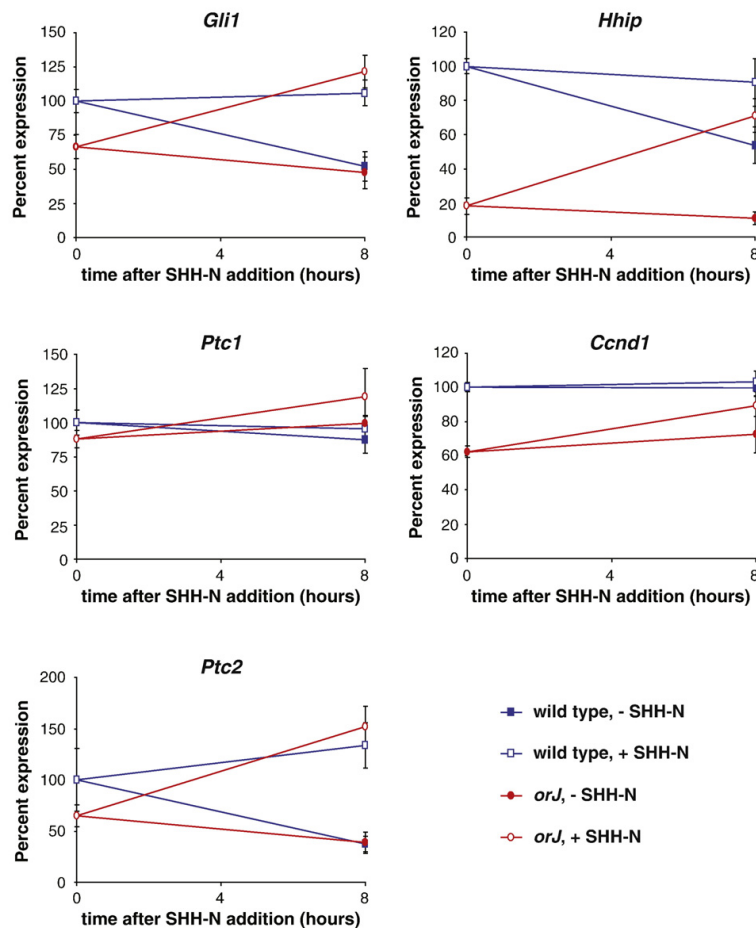 Gli1
Percent expression
150
125
100
75
50
25
0
0 4 8
time after SHH-N addition (hours)
Hhip
Percent expression
120
100
80
60
40
20
0
0 4 8
time after SHH-N addition (hours)
Ptc1
Percent expression
150
125
100
75
50
25
0
0 4 8
time after SHH-N addition (hours)
Ccnd1
Percent expression
120
100
80
60
40
20
0
0 4 8
time after SHH-N addition (hours)
Ptc2
Percent expression
200
150
100
50
0
0 4 8
time after SHH-N addition (hours)
wild type, - SHH-N
wild type, + SHH-N
orJ, - SHH-N
orJ, + SHH-N